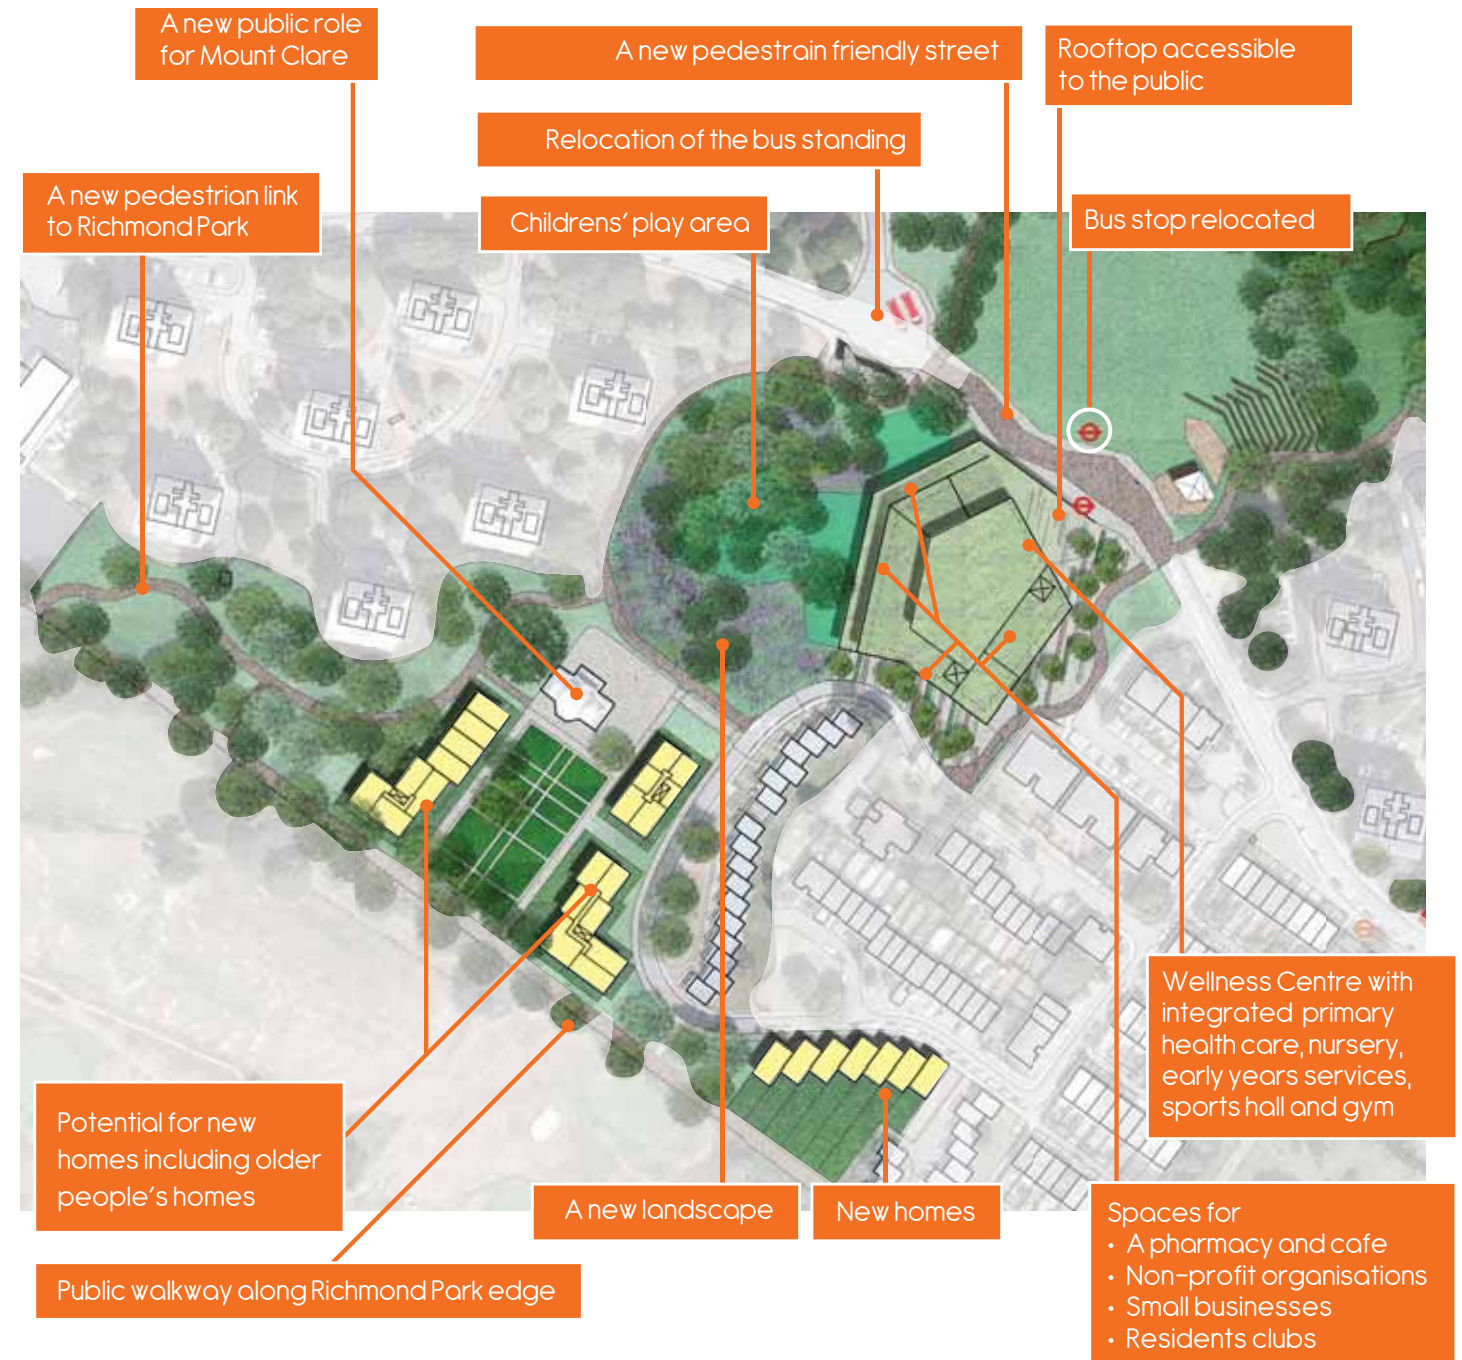 A new public role
for Mount Clare
A new pedestrain friendly street
Rooftop accessible
to the public
Relocation of the bus standing
A new pedestrian link
to Richmond Park
Childrens' play area
Bus stop relocated
Wellness Centre with
integrated primary
health care, nursery,
early years services,
sports hall and gym
Potential for new
homes including older
people's homes
A new landscape
New homes
Spaces for
• A pharmacy and cafe
• Non-profit organisations
• Small businesses
• Residents clubs
Public walkway along Richmond Park edge